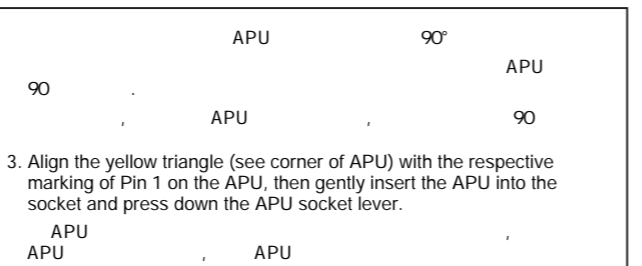 APU 90°
APU
90 .
, APU , 90
3. Align the yellow triangle (see corner of APU) with the respective
marking of Pin 1 on the APU, then gently insert the APU into the
socket and press down the APU socket lever.
APU ,
APU , APU